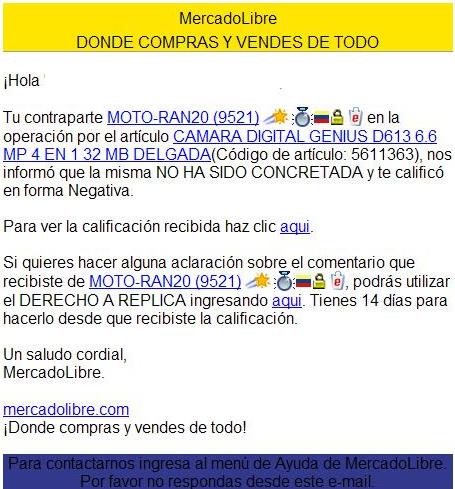 MercadoLibre
DONDE COMPRAS Y VENDES DE TODO
¡Hola
Tu contraparte MOTO-RAN20 (9521) en la
operación por el artículo CAMARA DIGITAL GENIUS D613 6.6
MP 4 EN 1 32 MB DELGADA(Código de artículo: 5611363), nos
informó que la misma NO HA SIDO CONCRETADA y te calificó
en forma Negativa.
Para ver la calificación recibida haz clic aqui.
Si quieres hacer alguna aclaración sobre el comentario que
recibiste de MOTO-RAN20 (9521) , podrás utilizar
el DERECHO A REPLICA ingresando aqui. Tienes 14 días para
hacerlo desde que recibiste la calificación.
Un saludo cordial,
MercadoLibre.
mercadolibre.com
¡Donde compras y vendes de todo!
Para contactarnos ingresa al menú de Ayuda de MercadoLibre.
Por favor no respondas desde este e-mail.